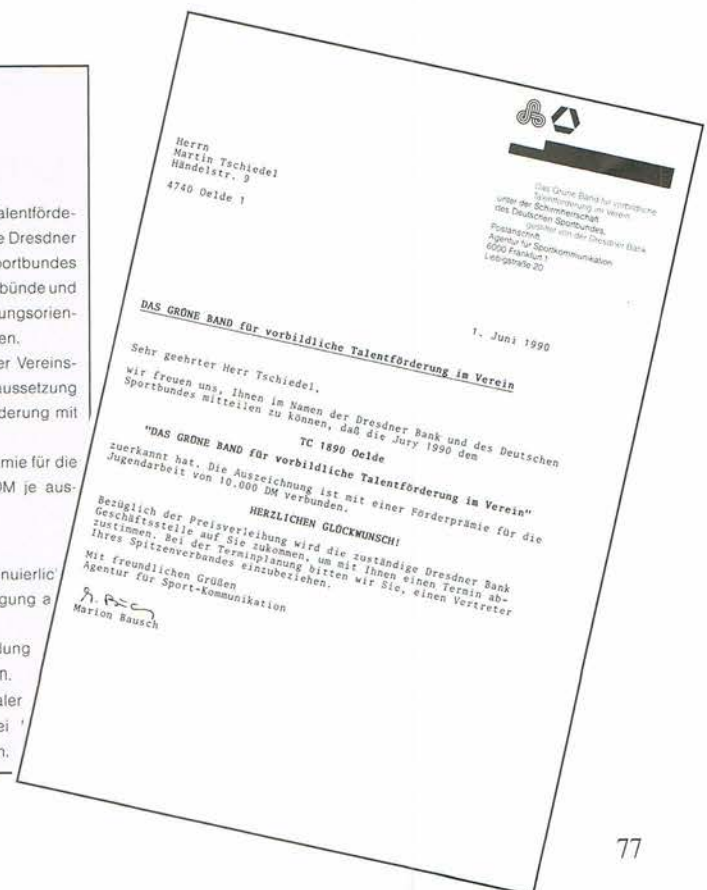 alentförde-
e Dresdner
portbundes
bünde und
ungsorien-
en.
er Vereins-
aussetzung
derung mit
mie für die
DM je aus-
nuierlic
gung a
lung
n.
aler
ei
n.
Das Grüne Band für vorbildliche
Talentförderung im Verein
unter der Schirmherrschaft
des Deutschen Sportbundes,
gestiftet von der Dresdner Bank
Postanschrift:
Agentur für Sportkommunikation
6000 Frankfurt 1
Liebigstraße 20
Herrn
Martin Tschiedel
Händelstr. 9
4740 Oelde 1
1. Juni 1990
DAS GRÜNE BAND für vorbildliche Talentförderung im Verein
Sehr geehrter Herr Tschiedel,
wir freuen uns, Ihnen im Namen der Dresdner Bank und des Deutschen
Sportbundes mitteilen zu können, daß die Jury 1990 dem
TC 1890 Oelde
"DAS GRÜNE BAND für vorbildliche Talentförderung im Verein"
zuerkannt hat. Die Auszeichnung ist mit einer Förderprämie für die
Jugendarbeit von 10.000 DM verbunden.
HERZLICHEN GLÜCKWUNSCH!
Bezüglich der Preisverleihung wird die zuständige Dresdner Bank
Geschäftsstelle auf Sie zukommen, um mit Ihnen einen Termin ab-
zustimmen. Bei der Terminplanung bitten wir Sie, einen Vertreter
Ihres Spitzenverbandes einzubeziehen.
Mit freundlichen Grüßen
Agentur für Sport-Kommunikation
Marion Bausch
77